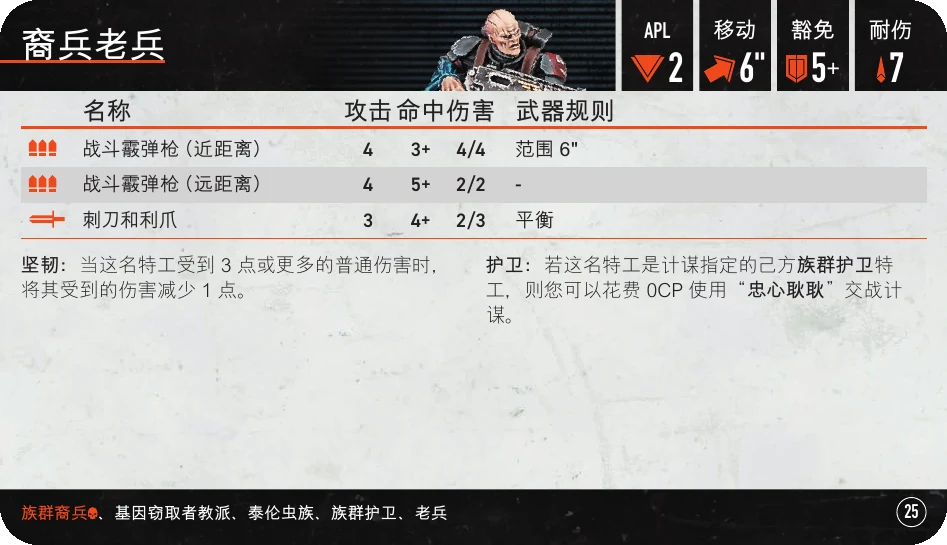 裔兵老兵
APL 移动 豁免 耐伤
2 6" 5+ 7
名称 攻击 命中 伤害 武器规则
战斗霰弹枪（近距离） 4 3+ 4/4 范围 6"
战斗霰弹枪（远距离） 4 5+ 2/2 -
刺刀和利爪 3 4+ 2/3 平衡
坚韧：当这名特工受到 3 点或更多的普通伤害时，
将其受到的伤害减少 1 点。
护卫：若这名特工是计谋指定的己方族群护卫特
工，则您可以花费 0CP 使用“忠心耿耿”交战计
谋。
族群裔兵、基因窃取者教派、泰伦虫族、族群护卫、老兵
25